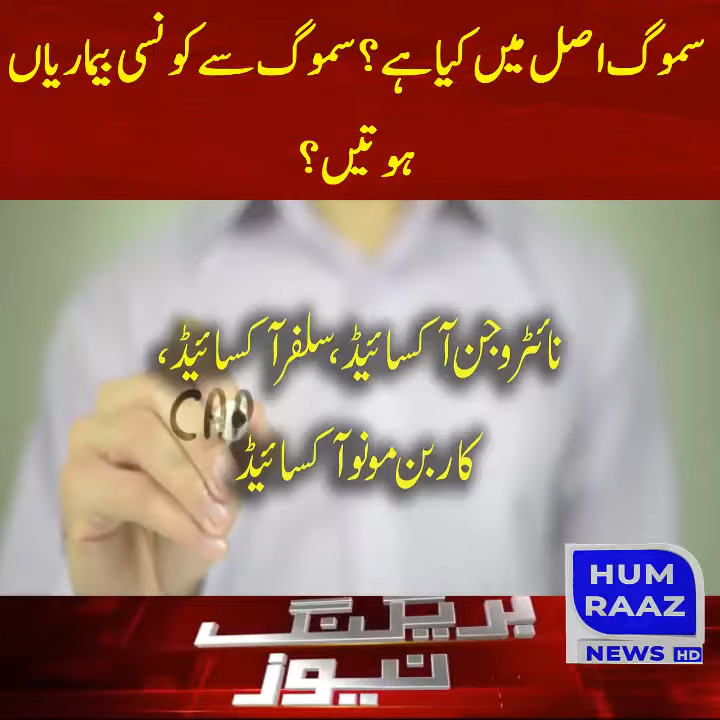 سموگ اصل میں کیا ہے؟ سموگ سے کونسی بیماریاں
ہوتیں؟
نائٹروجن آکسائیڈ، سلفر آکسائیڈ،
کاربن مونو آکسائیڈ
CA
HUM
RAAZ
NEWS HD
بریکنگ
نیوز